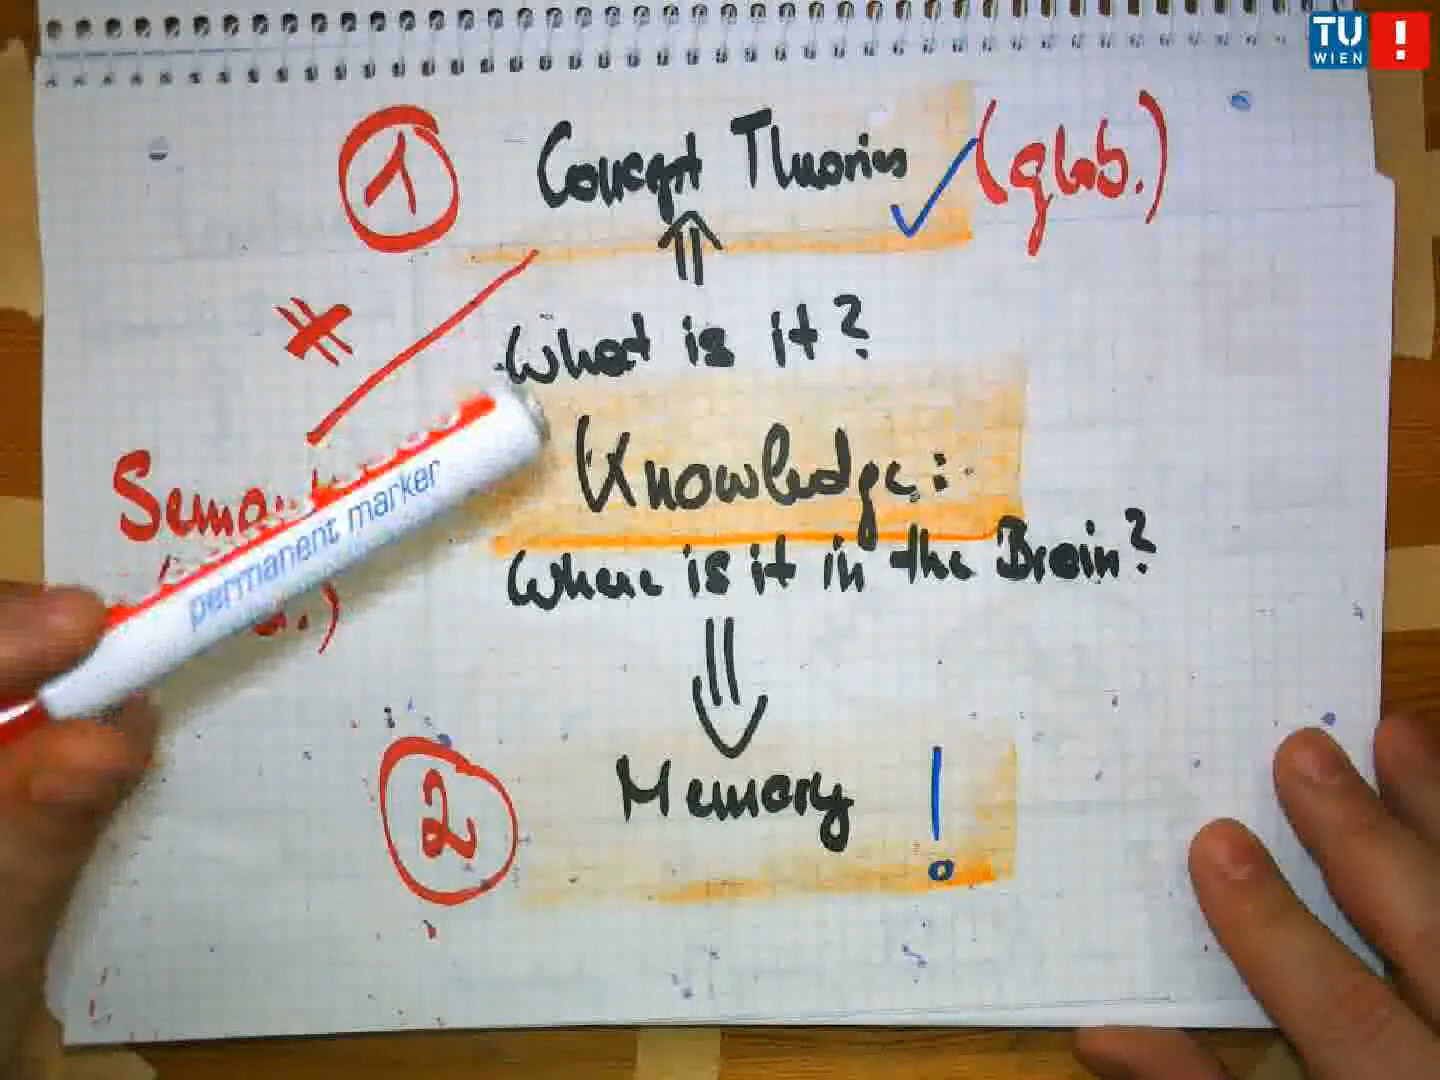 TU
WIEN
!
1 Concept Theories ✓ (glob.)
≠
What is it?
Knowledge:
permanent marker
Where is it in the Brain?
.)
2 Memory !